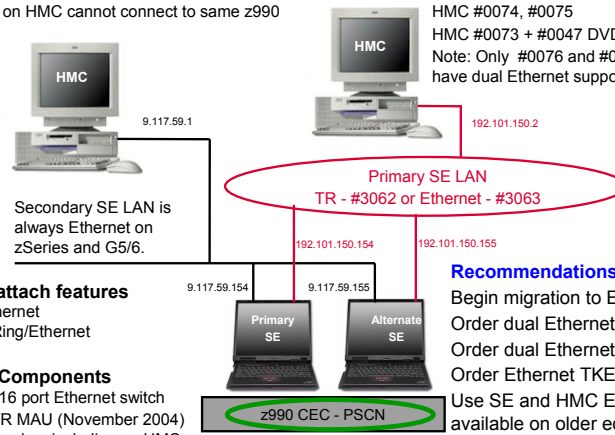 on HMC cannot connect to same z990
HMC #0074, #0075
HMC #0073 + #0047 DVD
Note: Only #0076 and #0
have dual Ethernet suppo
HMC
HMC
9.117.59.1
192.101.150.2
Primary SE LAN
TR - #3062 or Ethernet - #3063
Secondary SE LAN is
always Ethernet on
zSeries and G5/6.
192.101.150.154
192.101.150.155
9.117.59.154
9.117.59.155
Primary
SE
Alternate
SE
z990 CEC - PSCN
attach features
ernet
Ring/Ethernet
Components
16 port Ethernet switch
TR MAU (November 2004)
Recommendations
Begin migration to E
Order dual Ethernet
Order dual Ethernet
Order Ethernet TKE
Use SE and HMC E
available on older e